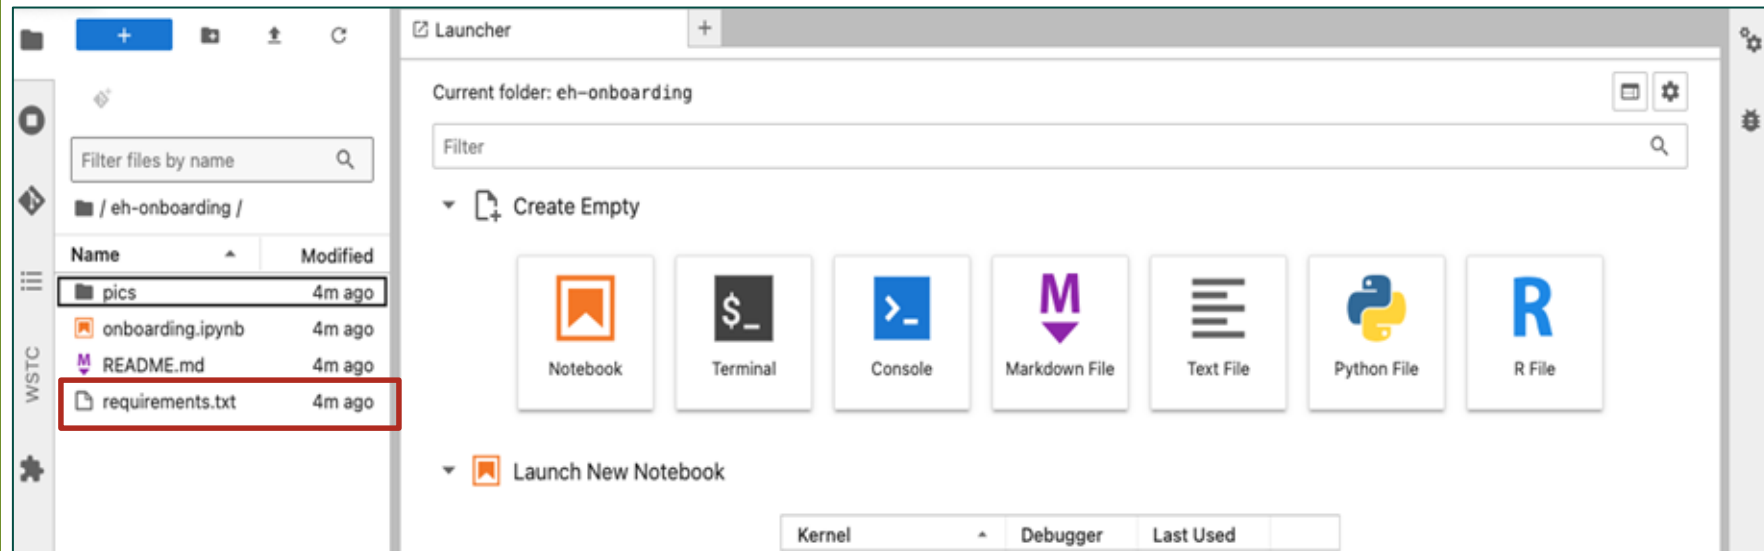 +
Launcher
+
Current folder: eh-onboarding
Filter files by name
Filter
/ eh-onboarding /
Create Empty
Name Modified
pics 4m ago
onboarding.ipynb 4m ago
M README.md 4m ago
requirements.txt 4m ago
WSTC
$_ >_ M R
Notebook Terminal Console Markdown File Text File Python File R File
Launch New Notebook
Kernel Debugger Last Used